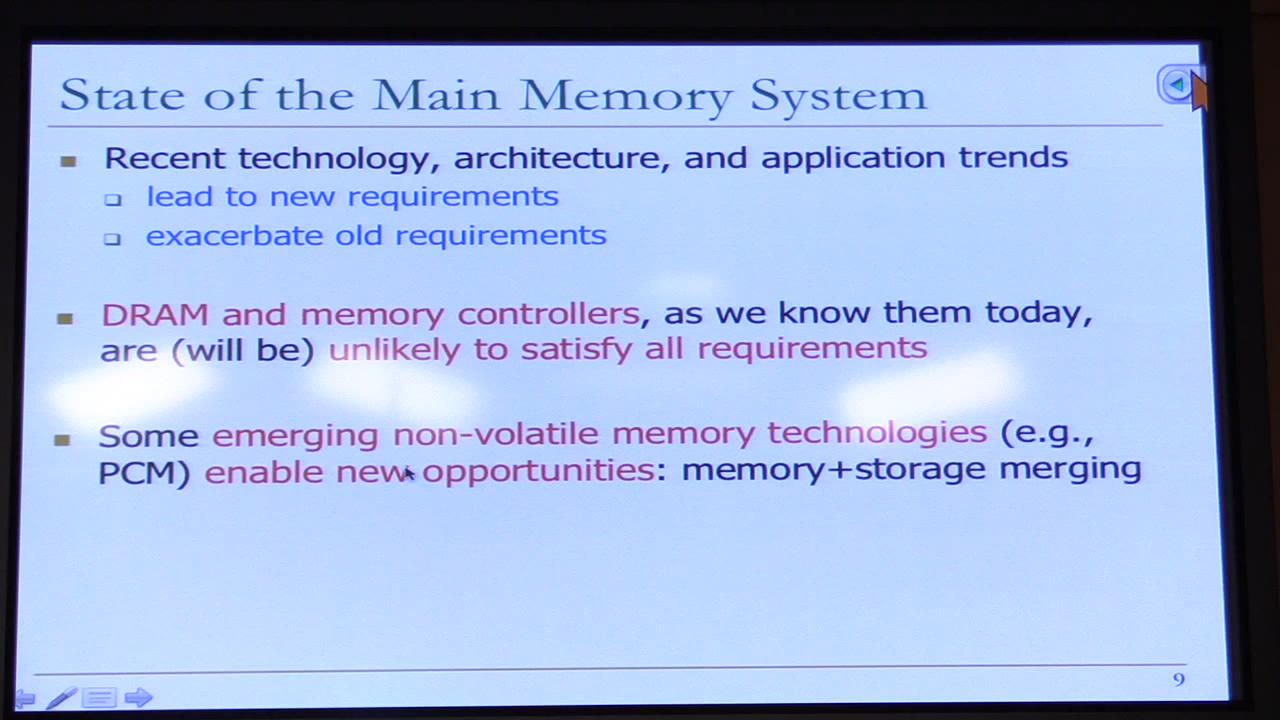 State of the Main Memory System
Recent technology, architecture, and application trends
lead to new requirements
exacerbate old requirements
DRAM and memory controllers, as we know them today,
are (will be) unlikely to satisfy all requirements
Some emerging non-volatile memory technologies (e.g.,
PCM) enable new opportunities: memory+storage merging
9